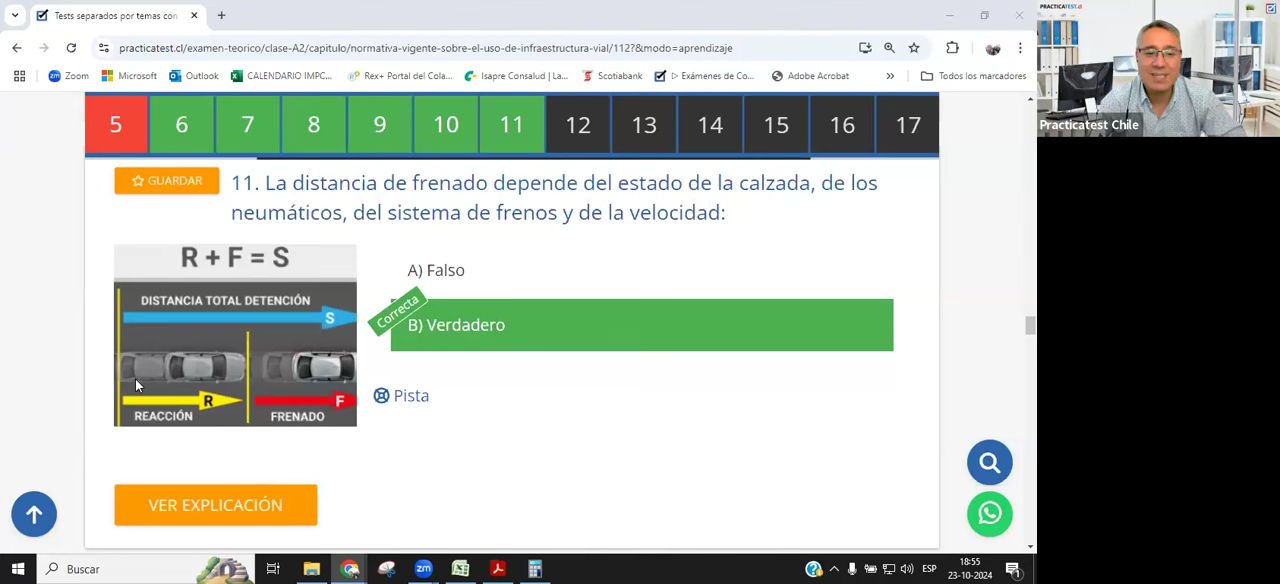 Tests separados por temas con
practicatest.cl/examen-teorico/clase-A2/capitulo/normativa-vigente-sobre-el-uso-de-infraestructura-vial/112?&modo=aprendizaje
Zoom
Microsoft
Outlook
CALENDARIO IMPC...
Rex+ Portal del Cola...
Isapre Consalud | La...
Scotiabank
▷ Exámenes de Co...
Adobe Acrobat
»
Todos los marcadores
PRACTICATEST.cl
Practicatest Chile
5 6 7 8 9 10 11 12 13 14 15 16 17
GUARDAR
11. La distancia de frenado depende del estado de la calzada, de los
neumáticos, del sistema de frenos y de la velocidad:
R + F = S
DISTANCIA TOTAL DETENCIÓN
S
R
F
REACCIÓN
FRENADO
A) Falso
Correcta
B) Verdadero
Pista
VER EXPLICACIÓN
Buscar
zm
ESP
18:55
23-10-2024
1